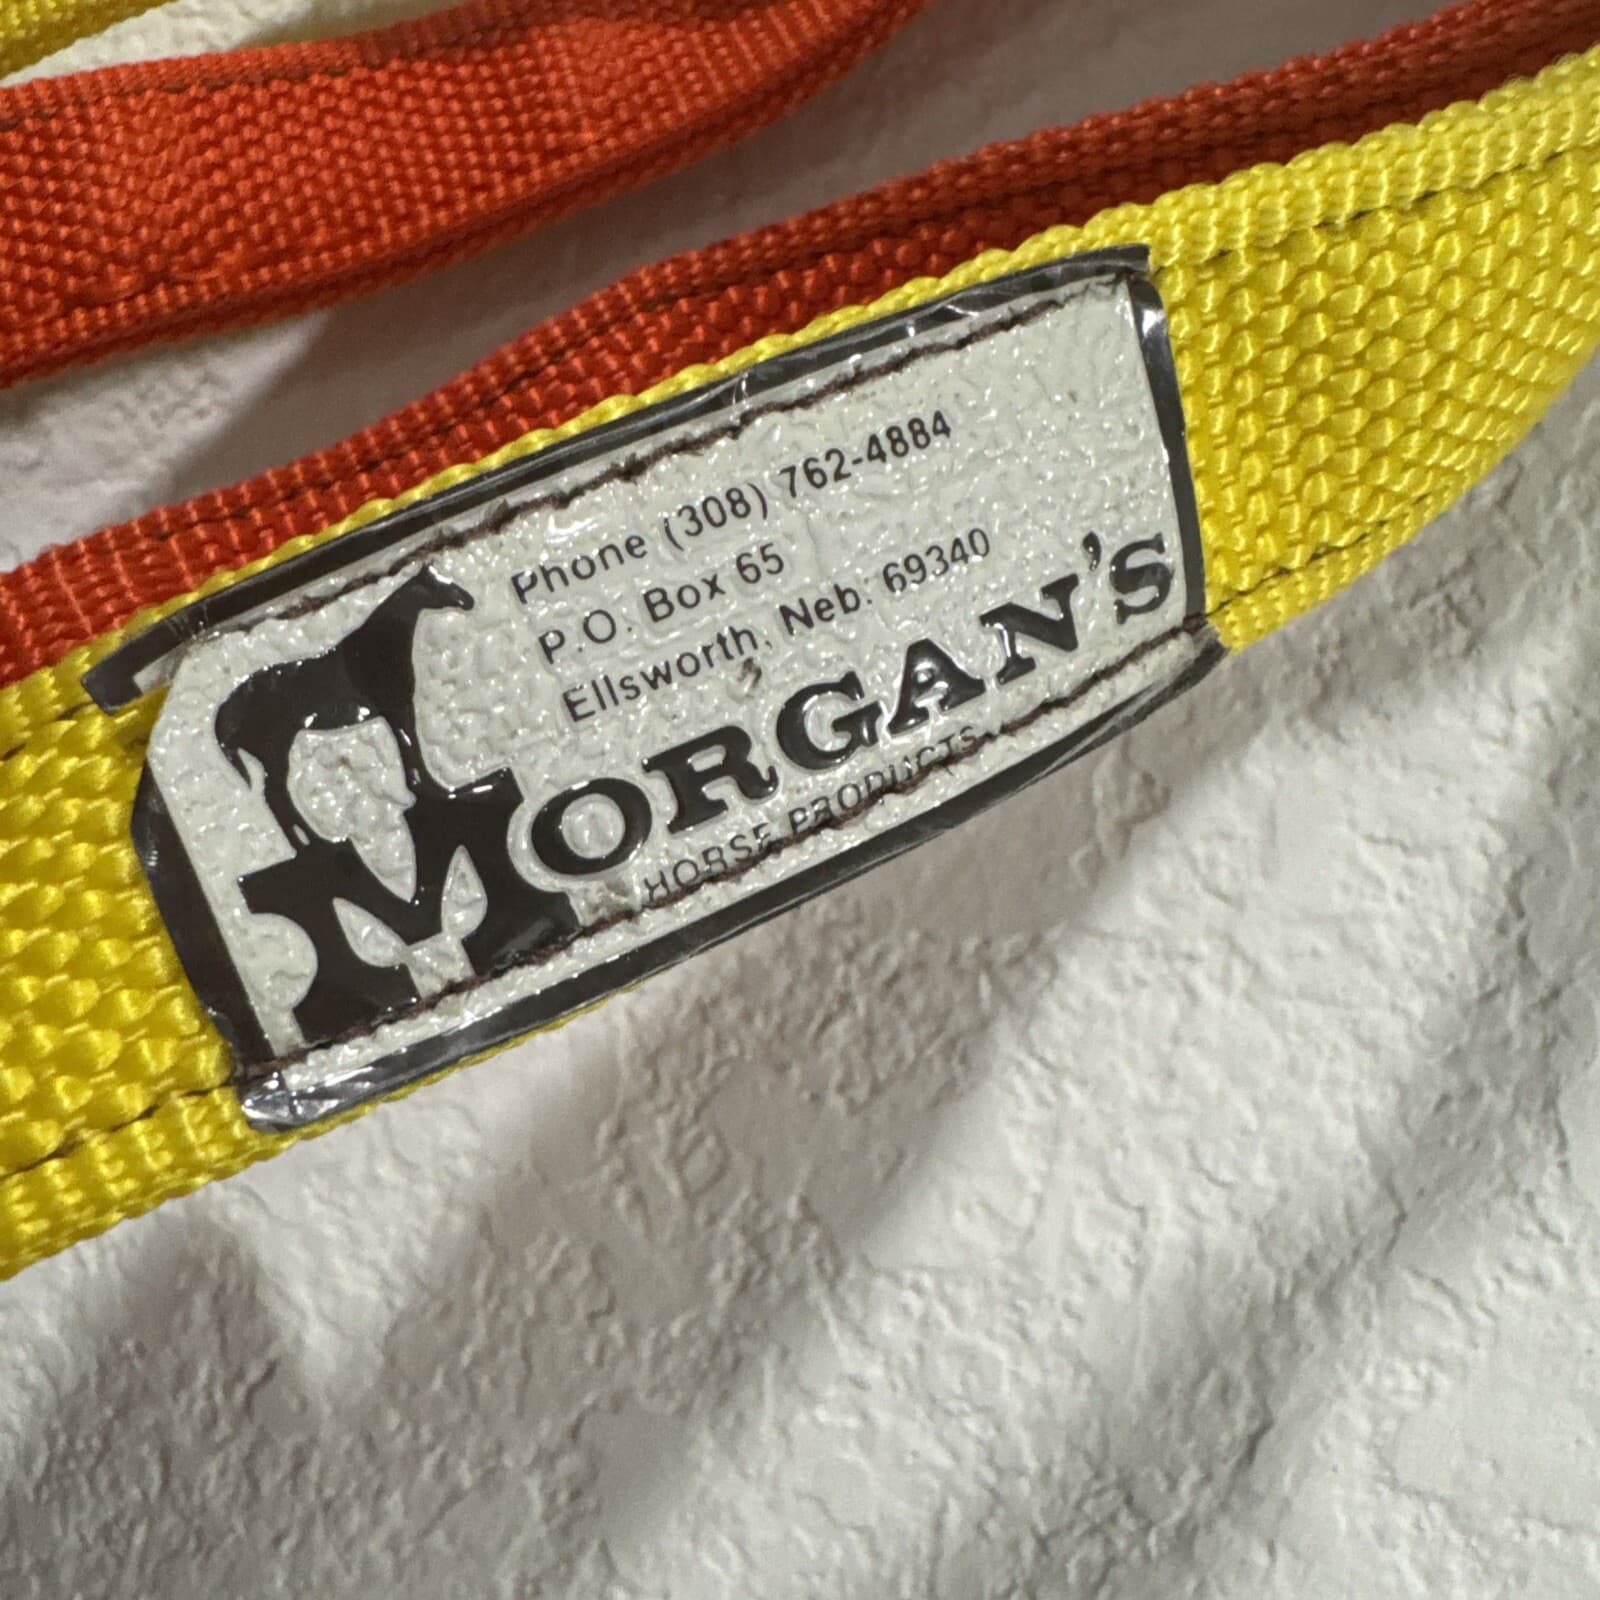 Phone (308) 762-4884
P.O. Box 65
Ellsworth, Neb. 69340
MORGAN'S
HORSE PRODUCTS